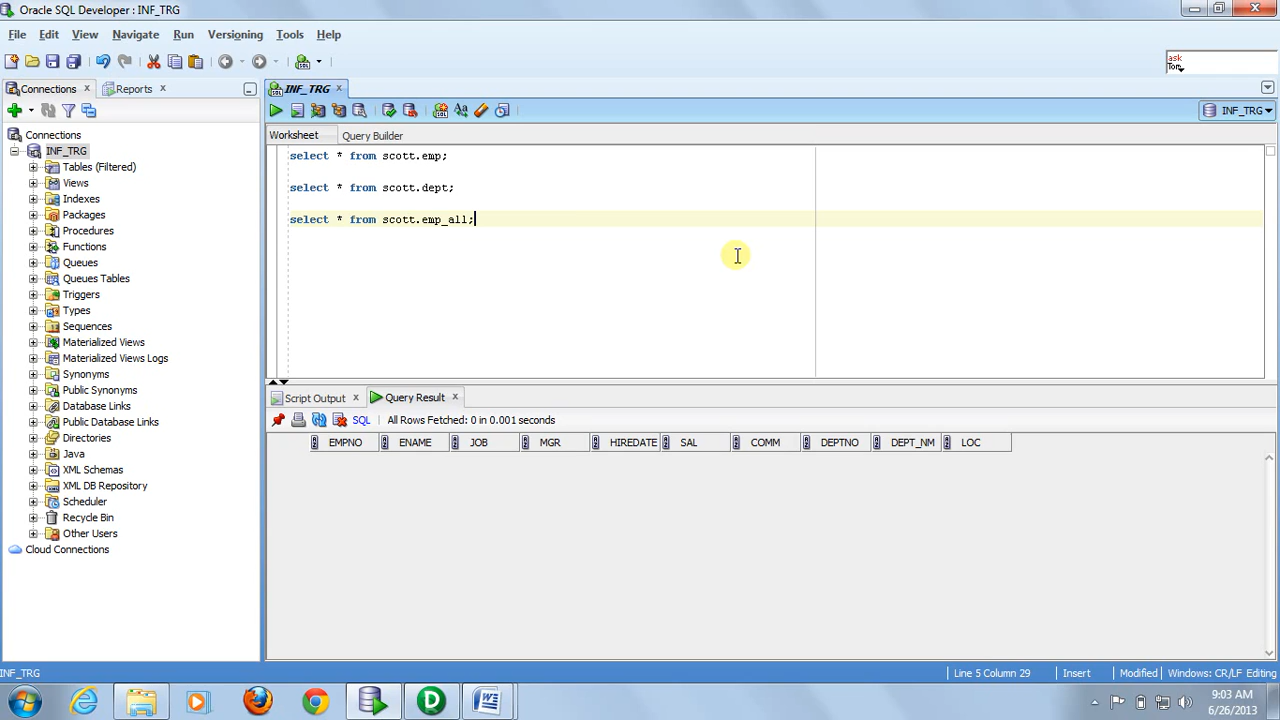 Oracle SQL Developer : INF_TRG
File Edit View Navigate Run Versioning Tools Help
ask
Tom
Connections Reports INF_TRG
INF_TRG
Worksheet Query Builder
Connections
INF_TRG
Tables (Filtered)
Views
Indexes
Packages
Procedures
Functions
Queues
Queues Tables
Triggers
Types
Sequences
Materialized Views
Materialized Views Logs
Synonyms
Public Synonyms
Database Links
Public Database Links
Directories
Java
XML Schemas
XML DB Repository
Scheduler
Recycle Bin
Other Users
Cloud Connections
select * from scott.emp;
select * from scott.dept;
select * from scott.emp_all;
Script Output Query Result
SQL All Rows Fetched: 0 in 0.001 seconds
EMPNO ENAME JOB MGR HIREDATE SAL COMM DEPTNO DEPT_NM LOC
INF_TRG Line 5 Column 29 Insert Modified Windows: CR/LF Editing
9:03 AM
6/26/2013